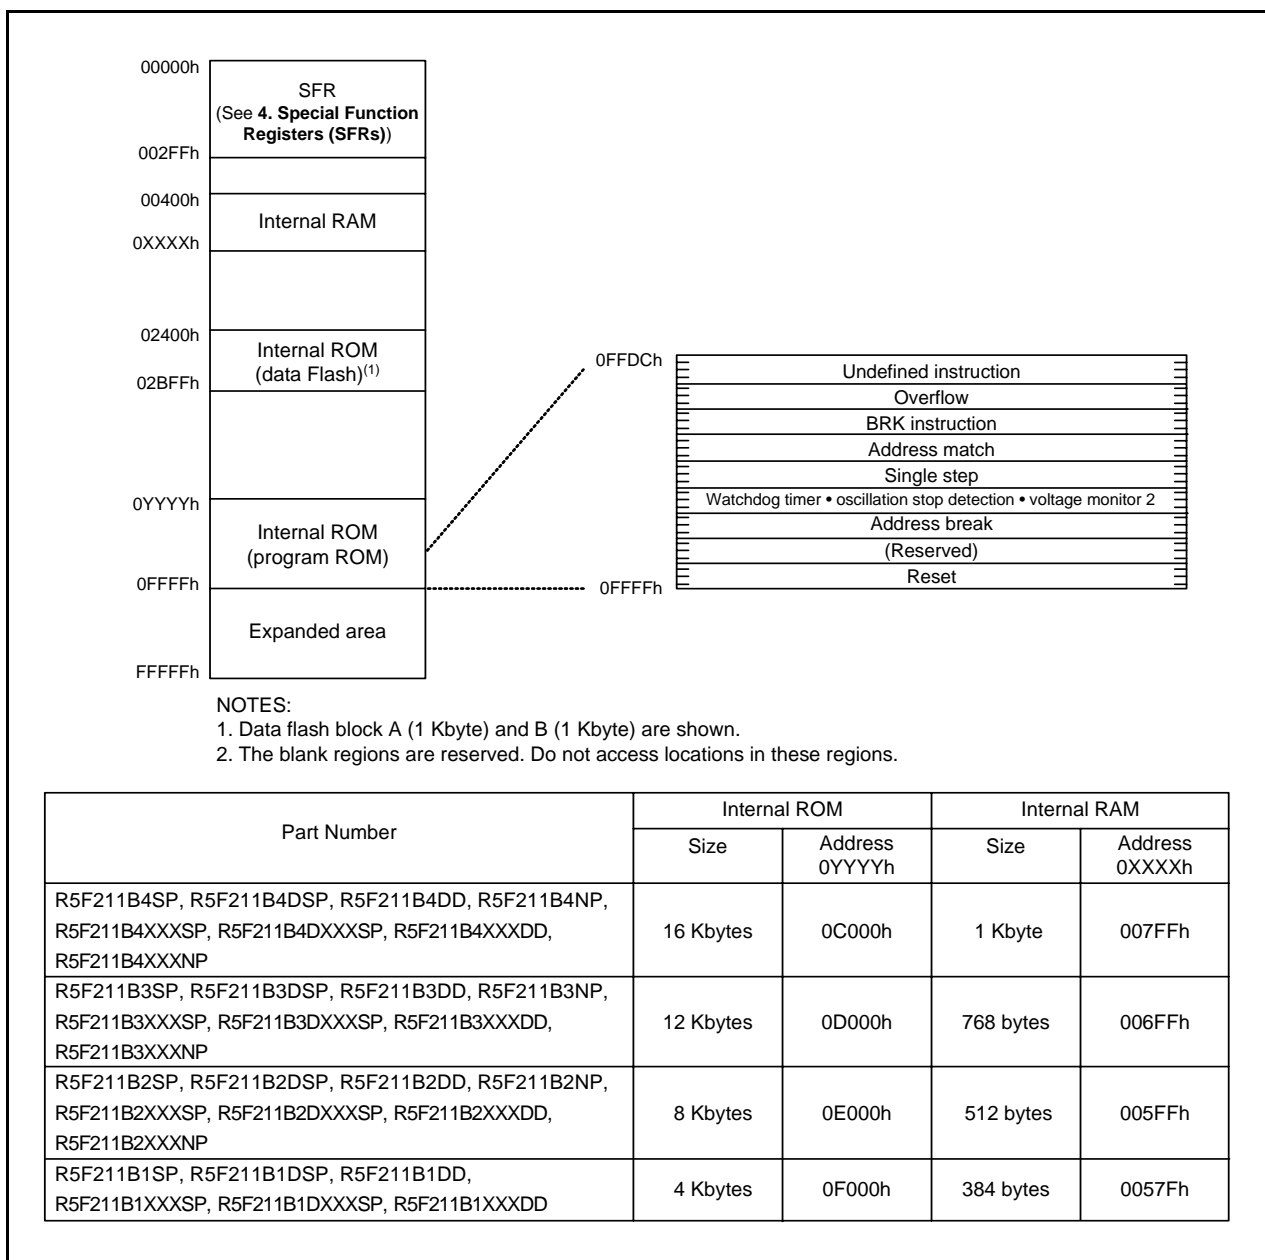 00000h
SFR
(See 4. Special Function
Registers (SFRs))
002FFh
00400h
Internal RAM
0XXXXh
02400h
Internal ROM
(data Flash)(1)
02BFFh
0YYYYh
Internal ROM
(program ROM)
0FFFFh
Expanded area
FFFFFh
0FFDCh
Undefined instruction
Overflow
BRK instruction
Address match
Single step
Watchdog timer • oscillation stop detection • voltage monitor 2
Address break
(Reserved)
Reset
0FFFFh
NOTES:
1. Data flash block A (1 Kbyte) and B (1 Kbyte) are shown.
2. The blank regions are reserved. Do not access locations in these regions.
Part Number
Internal ROM
Internal RAM
Size
Address
0YYYYh
Size
Address
0XXXXh
R5F211B4SP, R5F211B4DSP, R5F211B4DD, R5F211B4NP,
R5F211B4XXXSP, R5F211B4DXXXSP, R5F211B4XXXDD,
R5F211B4XXXNP
16 Kbytes
0C000h
1 Kbyte
007FFh
R5F211B3SP, R5F211B3DSP, R5F211B3DD, R5F211B3NP,
R5F211B3XXXSP, R5F211B3DXXXSP, R5F211B3XXXDD,
R5F211B3XXXNP
12 Kbytes
0D000h
768 bytes
006FFh
R5F211B2SP, R5F211B2DSP, R5F211B2DD, R5F211B2NP,
R5F211B2XXXSP, R5F211B2DXXXSP, R5F211B2XXXDD,
R5F211B2XXXNP
8 Kbytes
0E000h
512 bytes
005FFh
R5F211B1SP, R5F211B1DSP, R5F211B1DD,
R5F211B1XXXSP, R5F211B1DXXXSP, R5F211B1XXXDD
4 Kbytes
0F000h
384 bytes
0057Fh